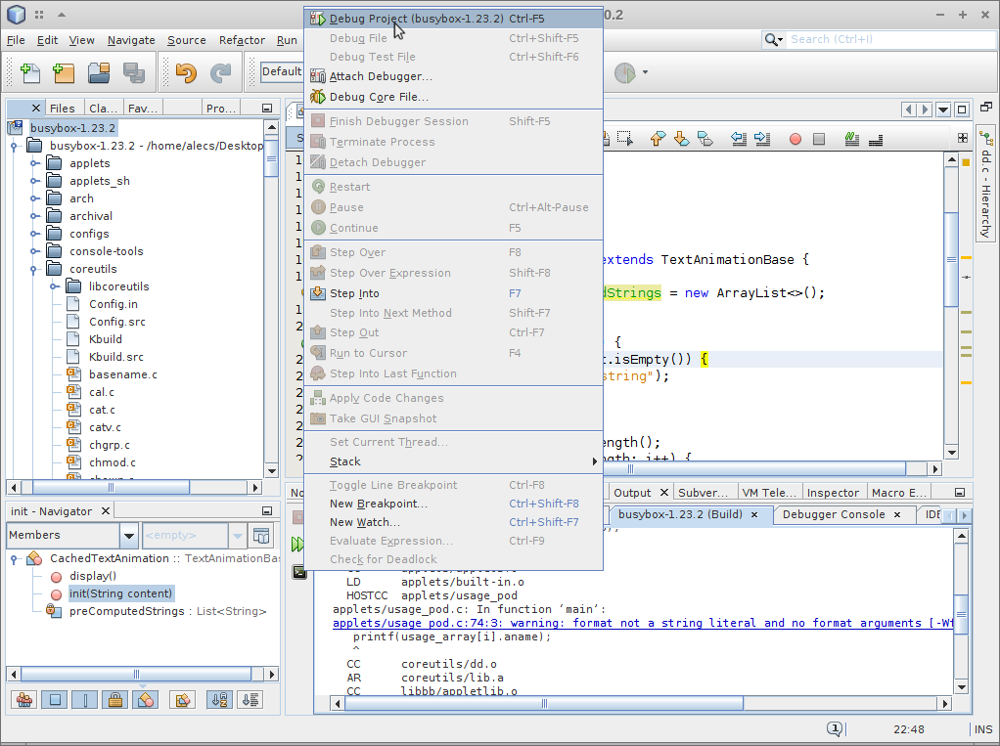 0.2
File Edit View Navigate Source Refactor Run
Search (Ctrl+I)
Default
Debug Project (busybox-1.23.2) Ctrl-F5
Debug File Ctrl+Shift-F5
Debug Test File Ctrl+Shift-F6
Attach Debugger...
Debug Core File...
Finish Debugger Session Shift-F5
Terminate Process
Detach Debugger
Restart
Pause Ctrl+Alt-Pause
Continue F5
Step Over F8
Step Over Expression Shift-F8
Step Into F7
Step Into Next Method Shift-F7
Step Out Ctrl-F7
Run to Cursor F4
Step Into Last Function
Apply Code Changes
Take GUI Snapshot
Set Current Thread...
Stack
Toggle Line Breakpoint Ctrl-F8
New Breakpoint... Ctrl+Shift-F8
New Watch... Ctrl+Shift-F7
Evaluate Expression... Ctrl-F9
Check for Deadlock
Files Cla... Fav... Pro...
busybox-1.23.2
busybox-1.23.2 - /home/alecs/Desktop
applets
applets_sh
arch
archival
configs
console-tools
coreutils
libcoreutils
Config.in
Config.src
Kbuild
Kbuild.src
basename.c
cal.c
cat.c
catv.c
chgrp.c
chmod.c
dd.c - Hierarchy
extends TextAnimationBase {
dStrings = new ArrayList<>();
) {
t.isEmpty()) {
string");
ength();
ngth; i++) {
init - Navigator
Members
<empty>
CachedTextAnimation :: TextAnimationBas
display()
init(String content)
preComputedStrings : List<String>
Output Subver... VM Tele... Inspector Macro E...
busybox-1.23.2 (Build) Debugger Console IDE
LD applets/built-in.o
HOSTCC applets/usage_pod
applets/usage_pod.c: In function ‘main’:
applets/usage_pod.c:74:3: warning: format not a string literal and no format arguments [-Wf
printf(usage_array[i].aname);
^
CC coreutils/dd.o
AR coreutils/lib.a
CC libbb/appletlib.o
1
22:48
INS